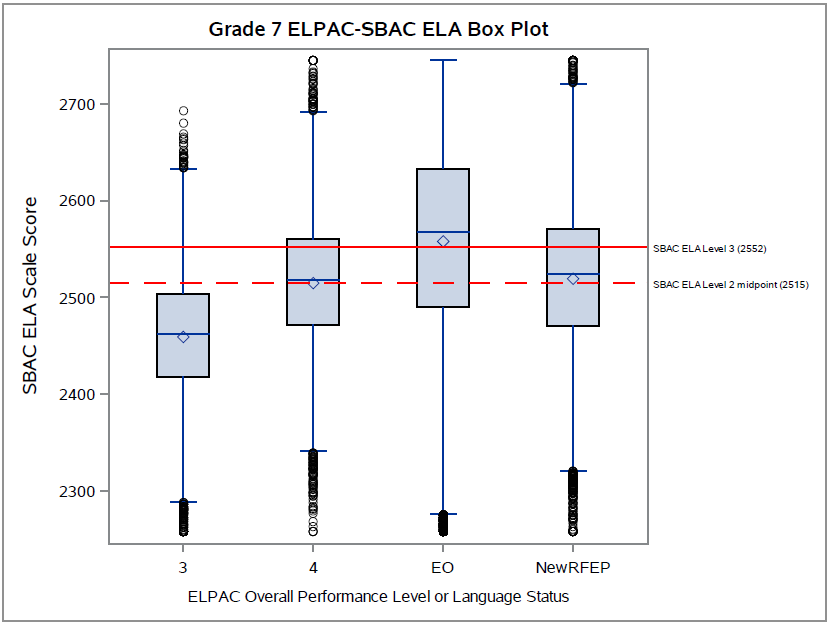 Grade 7 ELPAC-SBAC ELA Box Plot
SBAC ELA Scale Score
2700
2600
2500
2400
2300
SBAC ELA Level 3 (2552)
SBAC ELA Level 2 midpoint (2515)
3 4 EO NewRFEP
ELPAC Overall Performance Level or Language Status